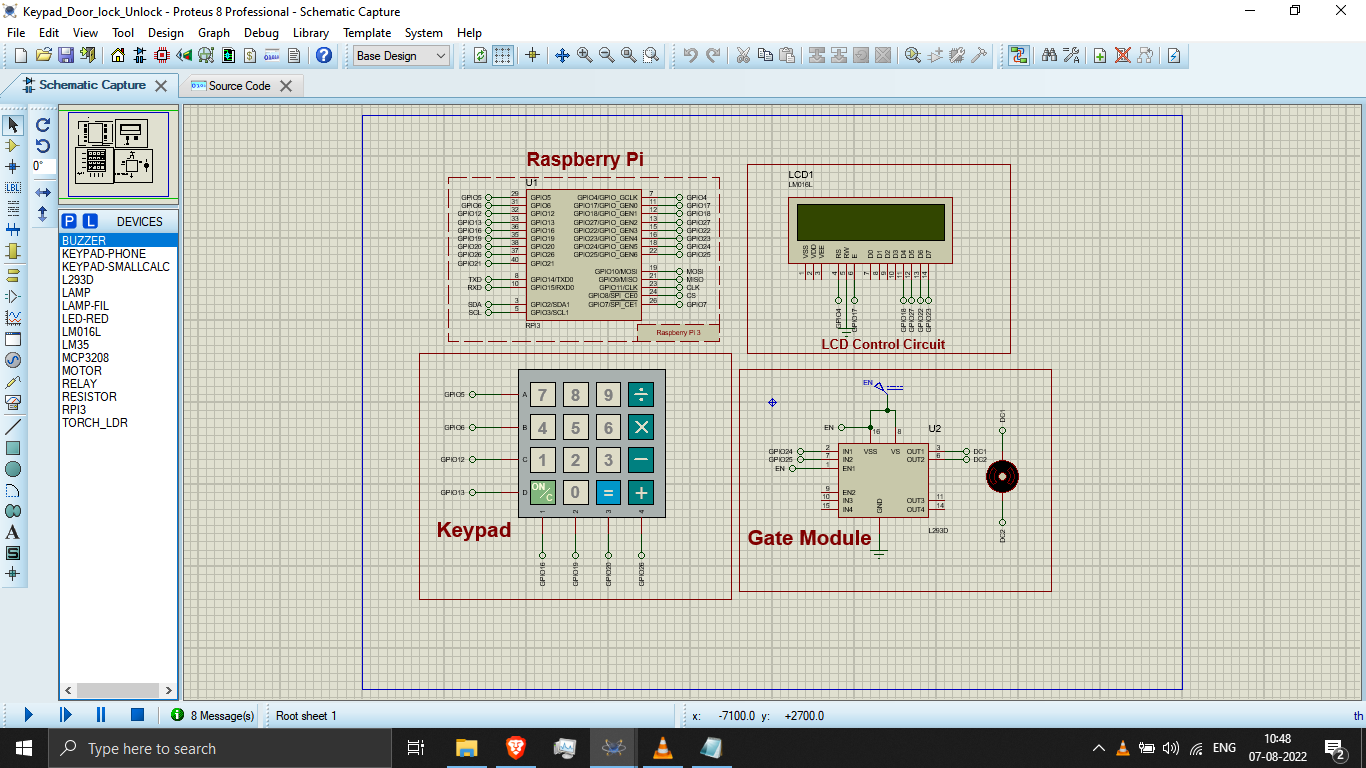 Keypad_Door_lock_Unlock - Proteus 8 Professional - Schematic Capture
File Edit View Tool Design Graph Debug Library Template System Help
Base Design
Schematic Capture
Source Code
0°
LBL
P L DEVICES
BUZZER
KEYPAD-PHONE
KEYPAD-SMALLCALC
L293D
LAMP
LAMP-FIL
LED-RED
LM016L
LM35
MCP3208
MOTOR
RELAY
RESISTOR
RPI3
TORCH_LDR
A
S
Raspberry Pi
U1
GPIO5 29 GPIO5 GPIO4/GPIO_GCLK 7 GPIO4
GPIO6 31 GPIO6 GPIO17/GPIO_GEN0 11 GPIO17
GPIO12 32 GPIO12 GPIO18/GPIO_GEN1 12 GPIO18
GPIO13 33 GPIO13 GPIO27/GPIO_GEN2 13 GPIO27
GPIO16 36 GPIO16 GPIO22/GPIO_GEN3 15 GPIO22
GPIO19 35 GPIO19 GPIO23/GPIO_GEN4 16 GPIO23
GPIO20 38 GPIO20 GPIO24/GPIO_GEN5 18 GPIO24
GPIO26 37 GPIO26 GPIO25/GPIO_GEN6 22 GPIO25
GPIO21 40 GPIO21
GPIO10/MOSI 19 MOSI
TXD 8 GPIO14/TXD0 GPIO9/MISO 21 MISO
RXD 10 GPIO15/RXD0 GPIO11/CLK 23 CLK
GPIO8/SPI_CE0 24 CS
SDA 3 GPIO2/SDA1 GPIO7/SPI_CE1 26 GPIO7
SCL 5 GPIO3/SCL1
RPI3
Raspberry Pi 3
LCD1
LM016L
VSS VDD VEE RS RW E D0 D1 D2 D3 D4 D5 D6 D7
1 2 3 4 5 6 7 8 9 10 11 12 13 14
GPIO4 GPIO17 GPIO18 GPIO27 GPIO22 GPIO23
LCD Control Circuit
GPIO5 A 7 8 9 ÷
GPIO6 B 4 5 6 ×
GPIO12 C 1 2 3 −
GPIO13 D ON/C 0 = +
1 2 3 4
Keypad
GPIO16 GPIO19 GPIO20 GPIO26
EN
EN 16 8 U2
GPIO24 2 IN1 VSS VS OUT1 3 DC1
GPIO25 7 IN2 OUT2 6 DC2
EN 1 EN1
9 EN2
10 IN3 OUT3 11
15 IN4 GND OUT4 14
L293D
DC1
DC2
Gate Module
8 Message(s) Root sheet 1 x: -7100.0 y: +2700.0 th
Type here to search
ENG
10:48
07-08-2022
2